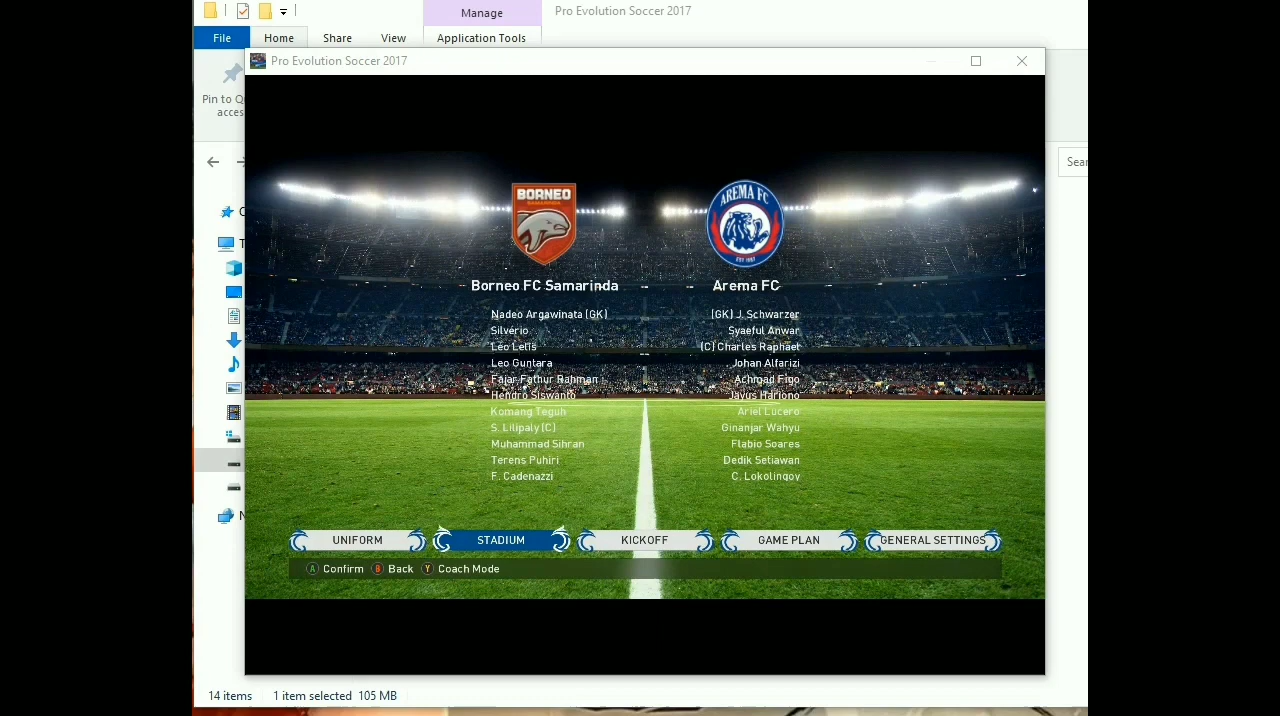 Manage
Pro Evolution Soccer 2017
File
Home
Share
View
Application Tools
Pro Evolution Soccer 2017
Pin to Q
acces
Sear
BORNEO
SAMARINDA
AREMA FC
EST 1987
Borneo FC Samarinda -- -- Arema FC
Nadeo Argawinata (GK)
(GK) J. Schwarzer
Silverio
Syaeful Anwar
Leo Lelis
(C) Charles Raphael
Leo Guntara
Johan Alfarizi
Fajar Fathur Rahman
Achmad Figo
Hendro Siswanto
Jayus Hariono
Komang Teguh
Ariel Lucero
S. Lilipaly (C)
Ginanjar Wahyu
Muhammad Sihran
Flabio Soares
Terens Puhiri
Dedik Setiawan
F. Cadenazzi
C. Lokolingoy
UNIFORM
STADIUM
KICKOFF
GAME PLAN
GENERAL SETTINGS
A Confirm B Back Y Coach Mode
14 items
1 item selected 105 MB